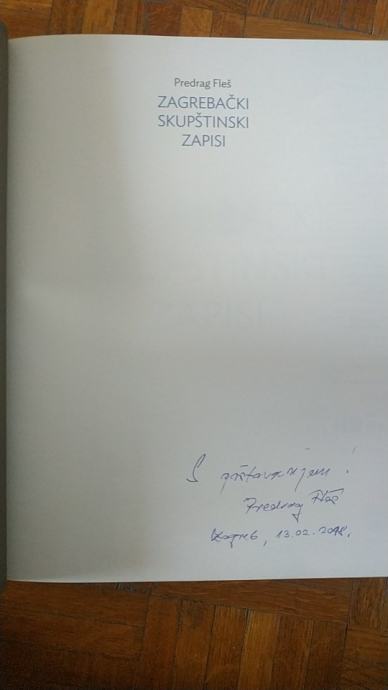 Predrag Fleš
ZAGREBAČKI
SKUPŠTINSKI
ZAPISI
S poštovanjem!
Predrag Fleš
Zagreb, 13.02.2018.